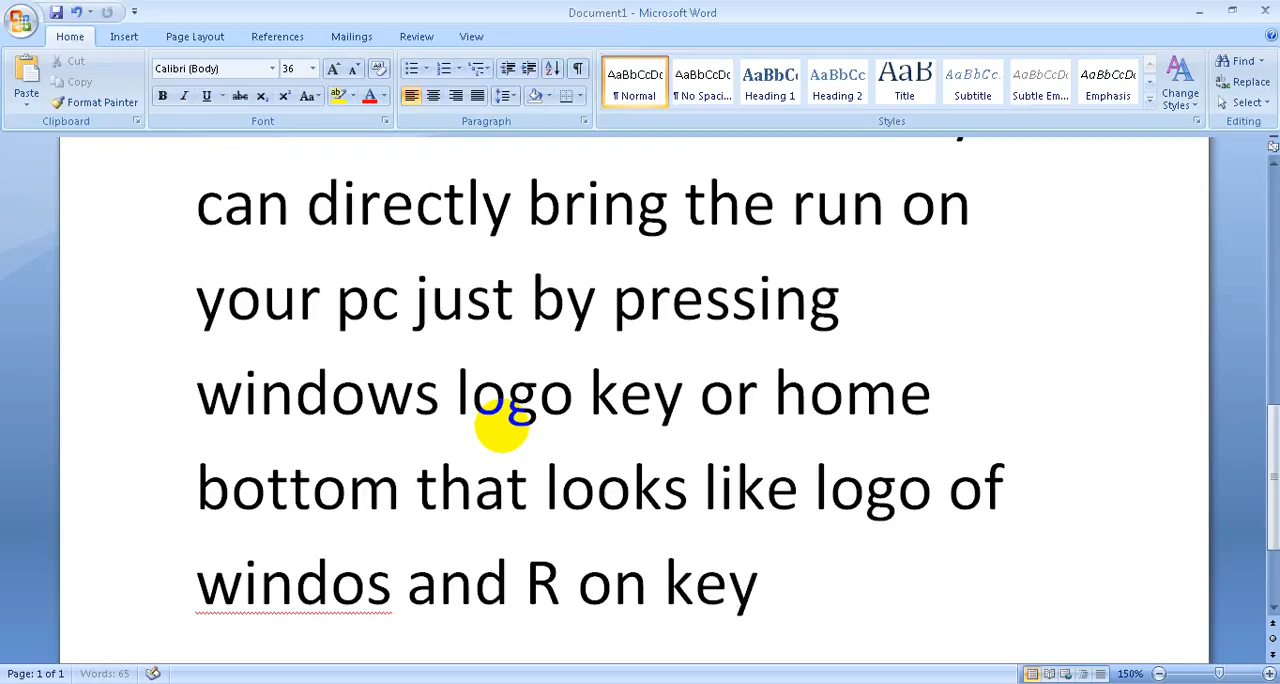 Document1 - Microsoft Word
Home Insert Page Layout References Mailings Review View
Paste
Cut
Copy
Format Painter
Clipboard
Calibri (Body) 36
Font
Paragraph
AaBbCcDc AaBbCcDc AaBbCc AaBbCc AaB AaBbCc. AaBbCcDc AaBbCcDc
¶ Normal ¶ No Spaci... Heading 1 Heading 2 Title Subtitle Subtle Em... Emphasis
Change Styles
Styles
Find
Replace
Select
Editing
can directly bring the run on
your pc just by pressing
windows logo key or home
bottom that looks like logo of
windos and R on key
Page: 1 of 1 Words: 65 150%